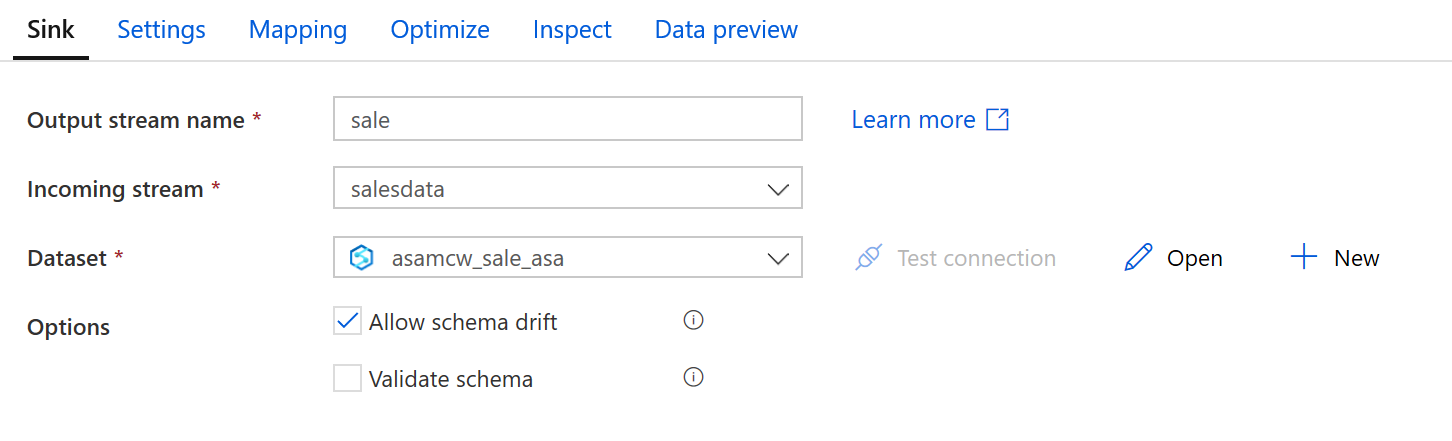 Sink Settings Mapping Optimize Inspect Data preview
Output stream name * sale Learn more
Incoming stream * salesdata
Dataset * asamcw_sale_asa Test connection Open New
Options Allow schema drift
Validate schema